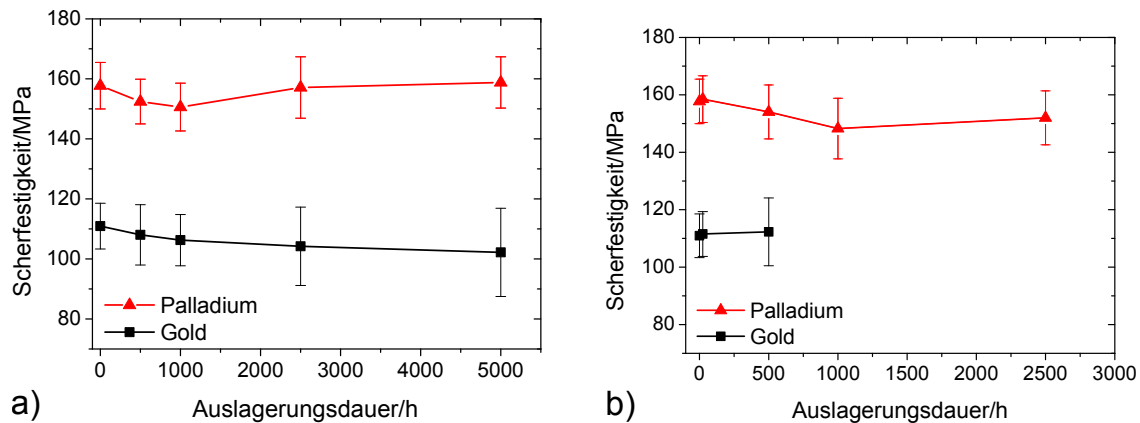 180
160
140
120
100
80
Scherfestigkeit/MPa
Palladium
Gold
0 1000 2000 3000 4000 5000
Auslagerungsdauer/h
a)
180
160
140
120
100
80
Scherfestigkeit/MPa
Palladium
Gold
0 500 1000 1500 2000 2500 3000
Auslagerungsdauer/h
b)